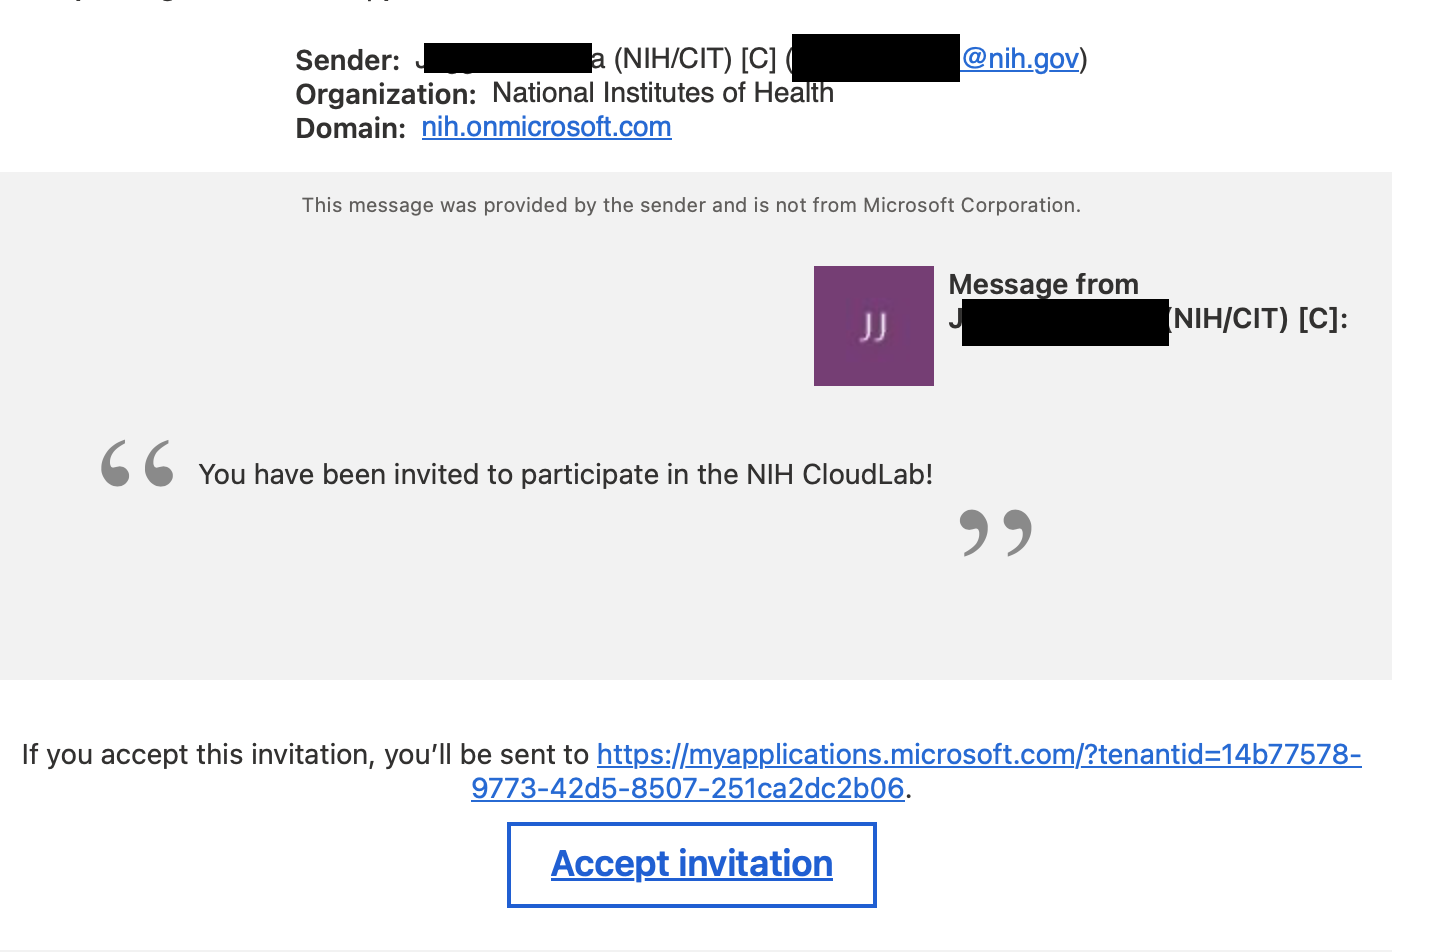 Sender: a (NIH/CIT) [C] ( @nih.gov)
Organization: National Institutes of Health
Domain: nih.onmicrosoft.com
This message was provided by the sender and is not from Microsoft Corporation.
JJ
Message from
J (NIH/CIT) [C]:
“ You have been invited to participate in the NIH CloudLab!
”
If you accept this invitation, you’ll be sent to https://myapplications.microsoft.com/?tenantid=14b77578-
9773-42d5-8507-251ca2dc2b06.
Accept invitation